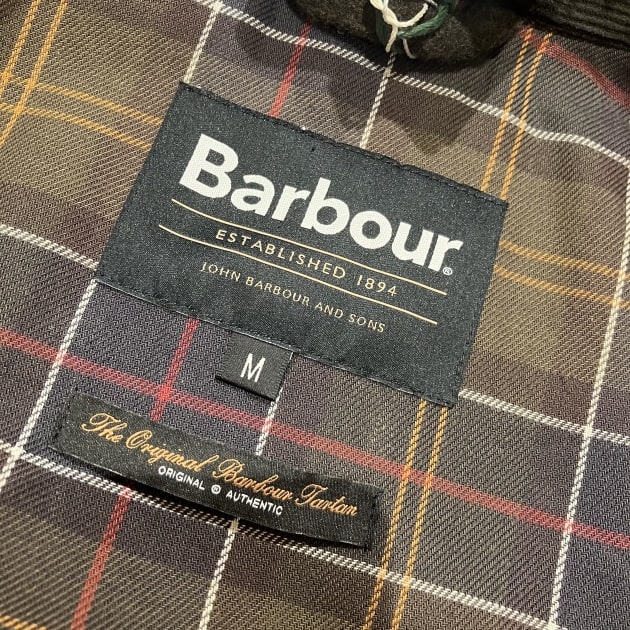 Barbour®
ESTABLISHED 1894
JOHN BARBOUR AND SONS
M
The Original Barbour Tartan
ORIGINAL © AUTHENTIC